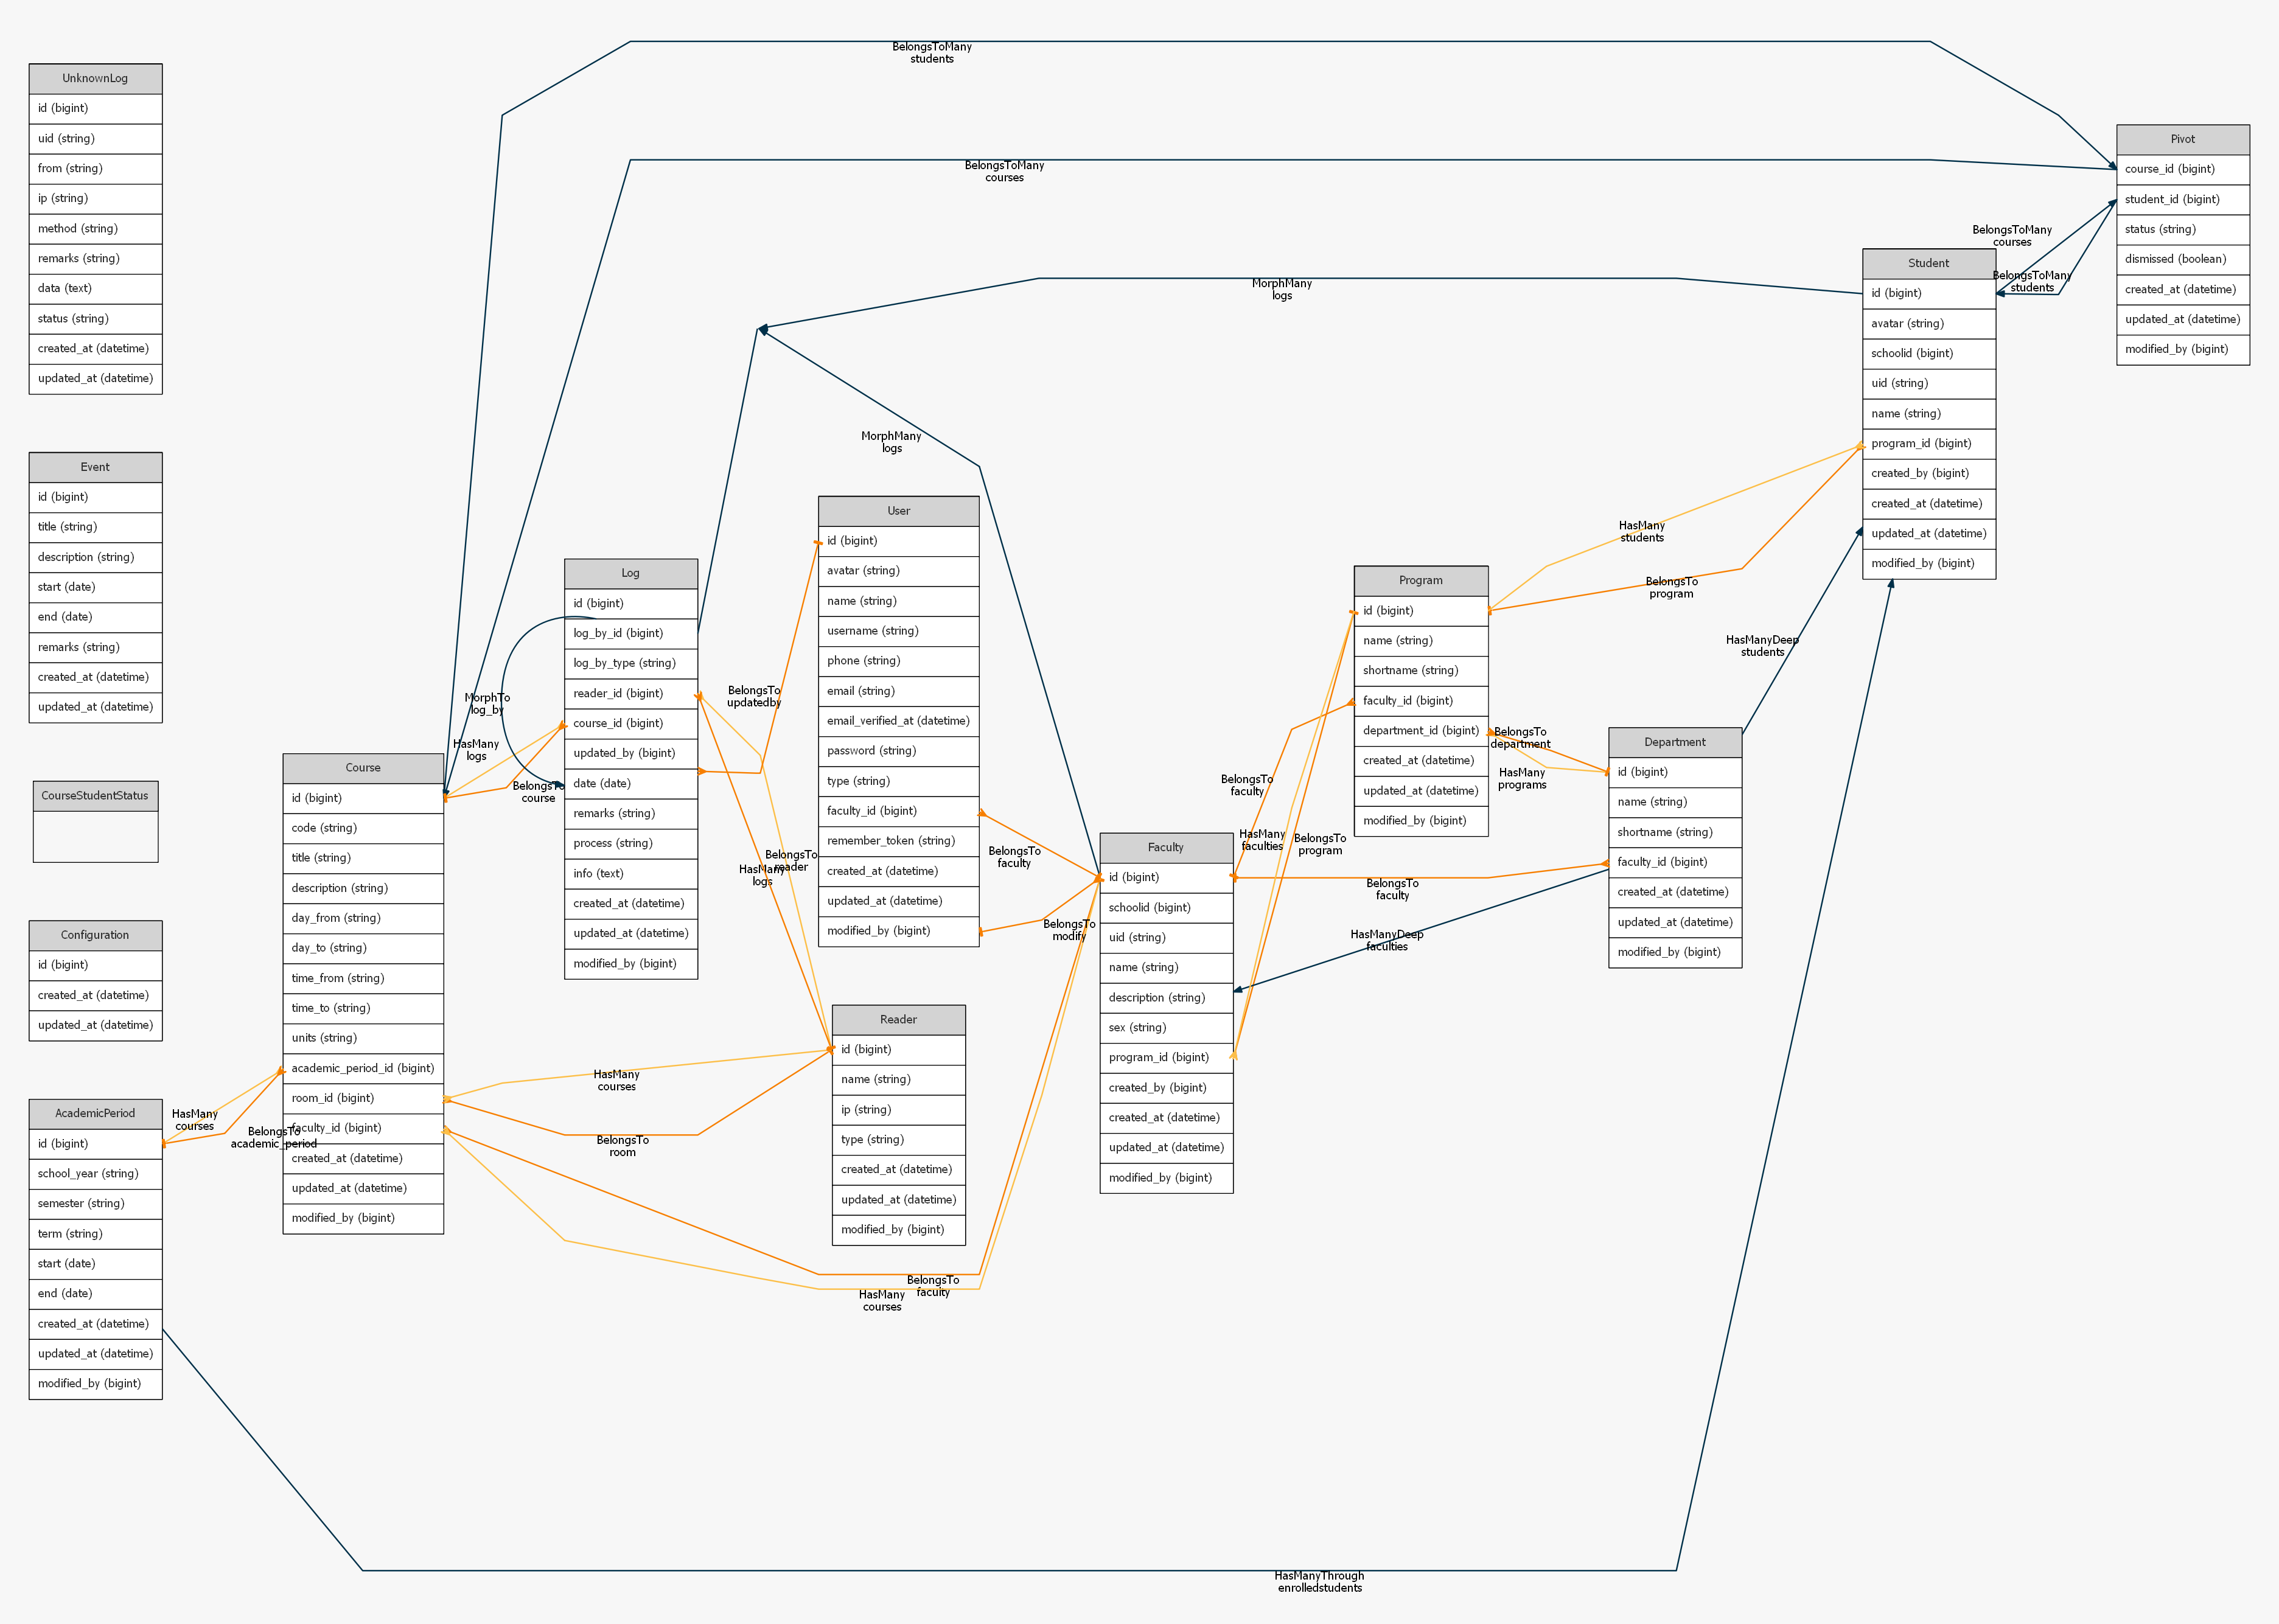 BelongsToMany
students
UnknownLog
id (bigint)
uid (string)
from (string)
ip (string)
method (string)
remarks (string)
data (text)
status (string)
created_at (datetime)
updated_at (datetime)
BelongsToMany
courses
Pivot
course_id (bigint)
student_id (bigint)
status (string)
dismissed (boolean)
created_at (datetime)
updated_at (datetime)
modified_by (bigint)
BelongsToMany
courses
BelongsToMany
students
Student
id (bigint)
avatar (string)
schoolid (bigint)
uid (string)
name (string)
program_id (bigint)
created_by (bigint)
created_at (datetime)
updated_at (datetime)
modified_by (bigint)
MorphMany
logs
MorphMany
logs
Event
id (bigint)
title (string)
description (string)
start (date)
end (date)
remarks (string)
created_at (datetime)
updated_at (datetime)
CourseStudentStatus
Configuration
id (bigint)
created_at (datetime)
updated_at (datetime)
AcademicPeriod
id (bigint)
school_year (string)
semester (string)
term (string)
start (date)
end (date)
created_at (datetime)
updated_at (datetime)
modified_by (bigint)
HasMany
courses
BelongsTo
academic_period
Course
id (bigint)
code (string)
title (string)
description (string)
day_from (string)
day_to (string)
time_from (string)
time_to (string)
units (string)
academic_period_id (bigint)
room_id (bigint)
faculty_id (bigint)
created_at (datetime)
updated_at (datetime)
modified_by (bigint)
MorphTo
log_by
HasMany
logs
BelongsTo
course
Log
id (bigint)
log_by_id (bigint)
log_by_type (string)
reader_id (bigint)
course_id (bigint)
updated_by (bigint)
date (date)
remarks (string)
process (string)
info (text)
created_at (datetime)
updated_at (datetime)
modified_by (bigint)
BelongsTo
updatedby
BelongsTo
reader
HasMany
logs
User
id (bigint)
avatar (string)
name (string)
username (string)
phone (string)
email (string)
email_verified_at (datetime)
password (string)
type (string)
faculty_id (bigint)
remember_token (string)
created_at (datetime)
updated_at (datetime)
modified_by (bigint)
Reader
id (bigint)
name (string)
ip (string)
type (string)
created_at (datetime)
updated_at (datetime)
modified_by (bigint)
HasMany
courses
BelongsTo
room
BelongsTo
faculty
HasMany
courses
BelongsTo
faculty
BelongsTo
modify
Faculty
id (bigint)
schoolid (bigint)
uid (string)
name (string)
description (string)
sex (string)
program_id (bigint)
created_by (bigint)
created_at (datetime)
updated_at (datetime)
modified_by (bigint)
BelongsTo
faculty
HasMany
faculties
BelongsTo
program
Program
id (bigint)
name (string)
shortname (string)
faculty_id (bigint)
department_id (bigint)
created_at (datetime)
updated_at (datetime)
modified_by (bigint)
HasMany
students
BelongsTo
program
BelongsTo
department
HasMany
programs
BelongsTo
faculty
HasManyDeep
faculties
HasManyDeep
students
Department
id (bigint)
name (string)
shortname (string)
faculty_id (bigint)
created_at (datetime)
updated_at (datetime)
modified_by (bigint)
HasManyThrough
enrolledstudents